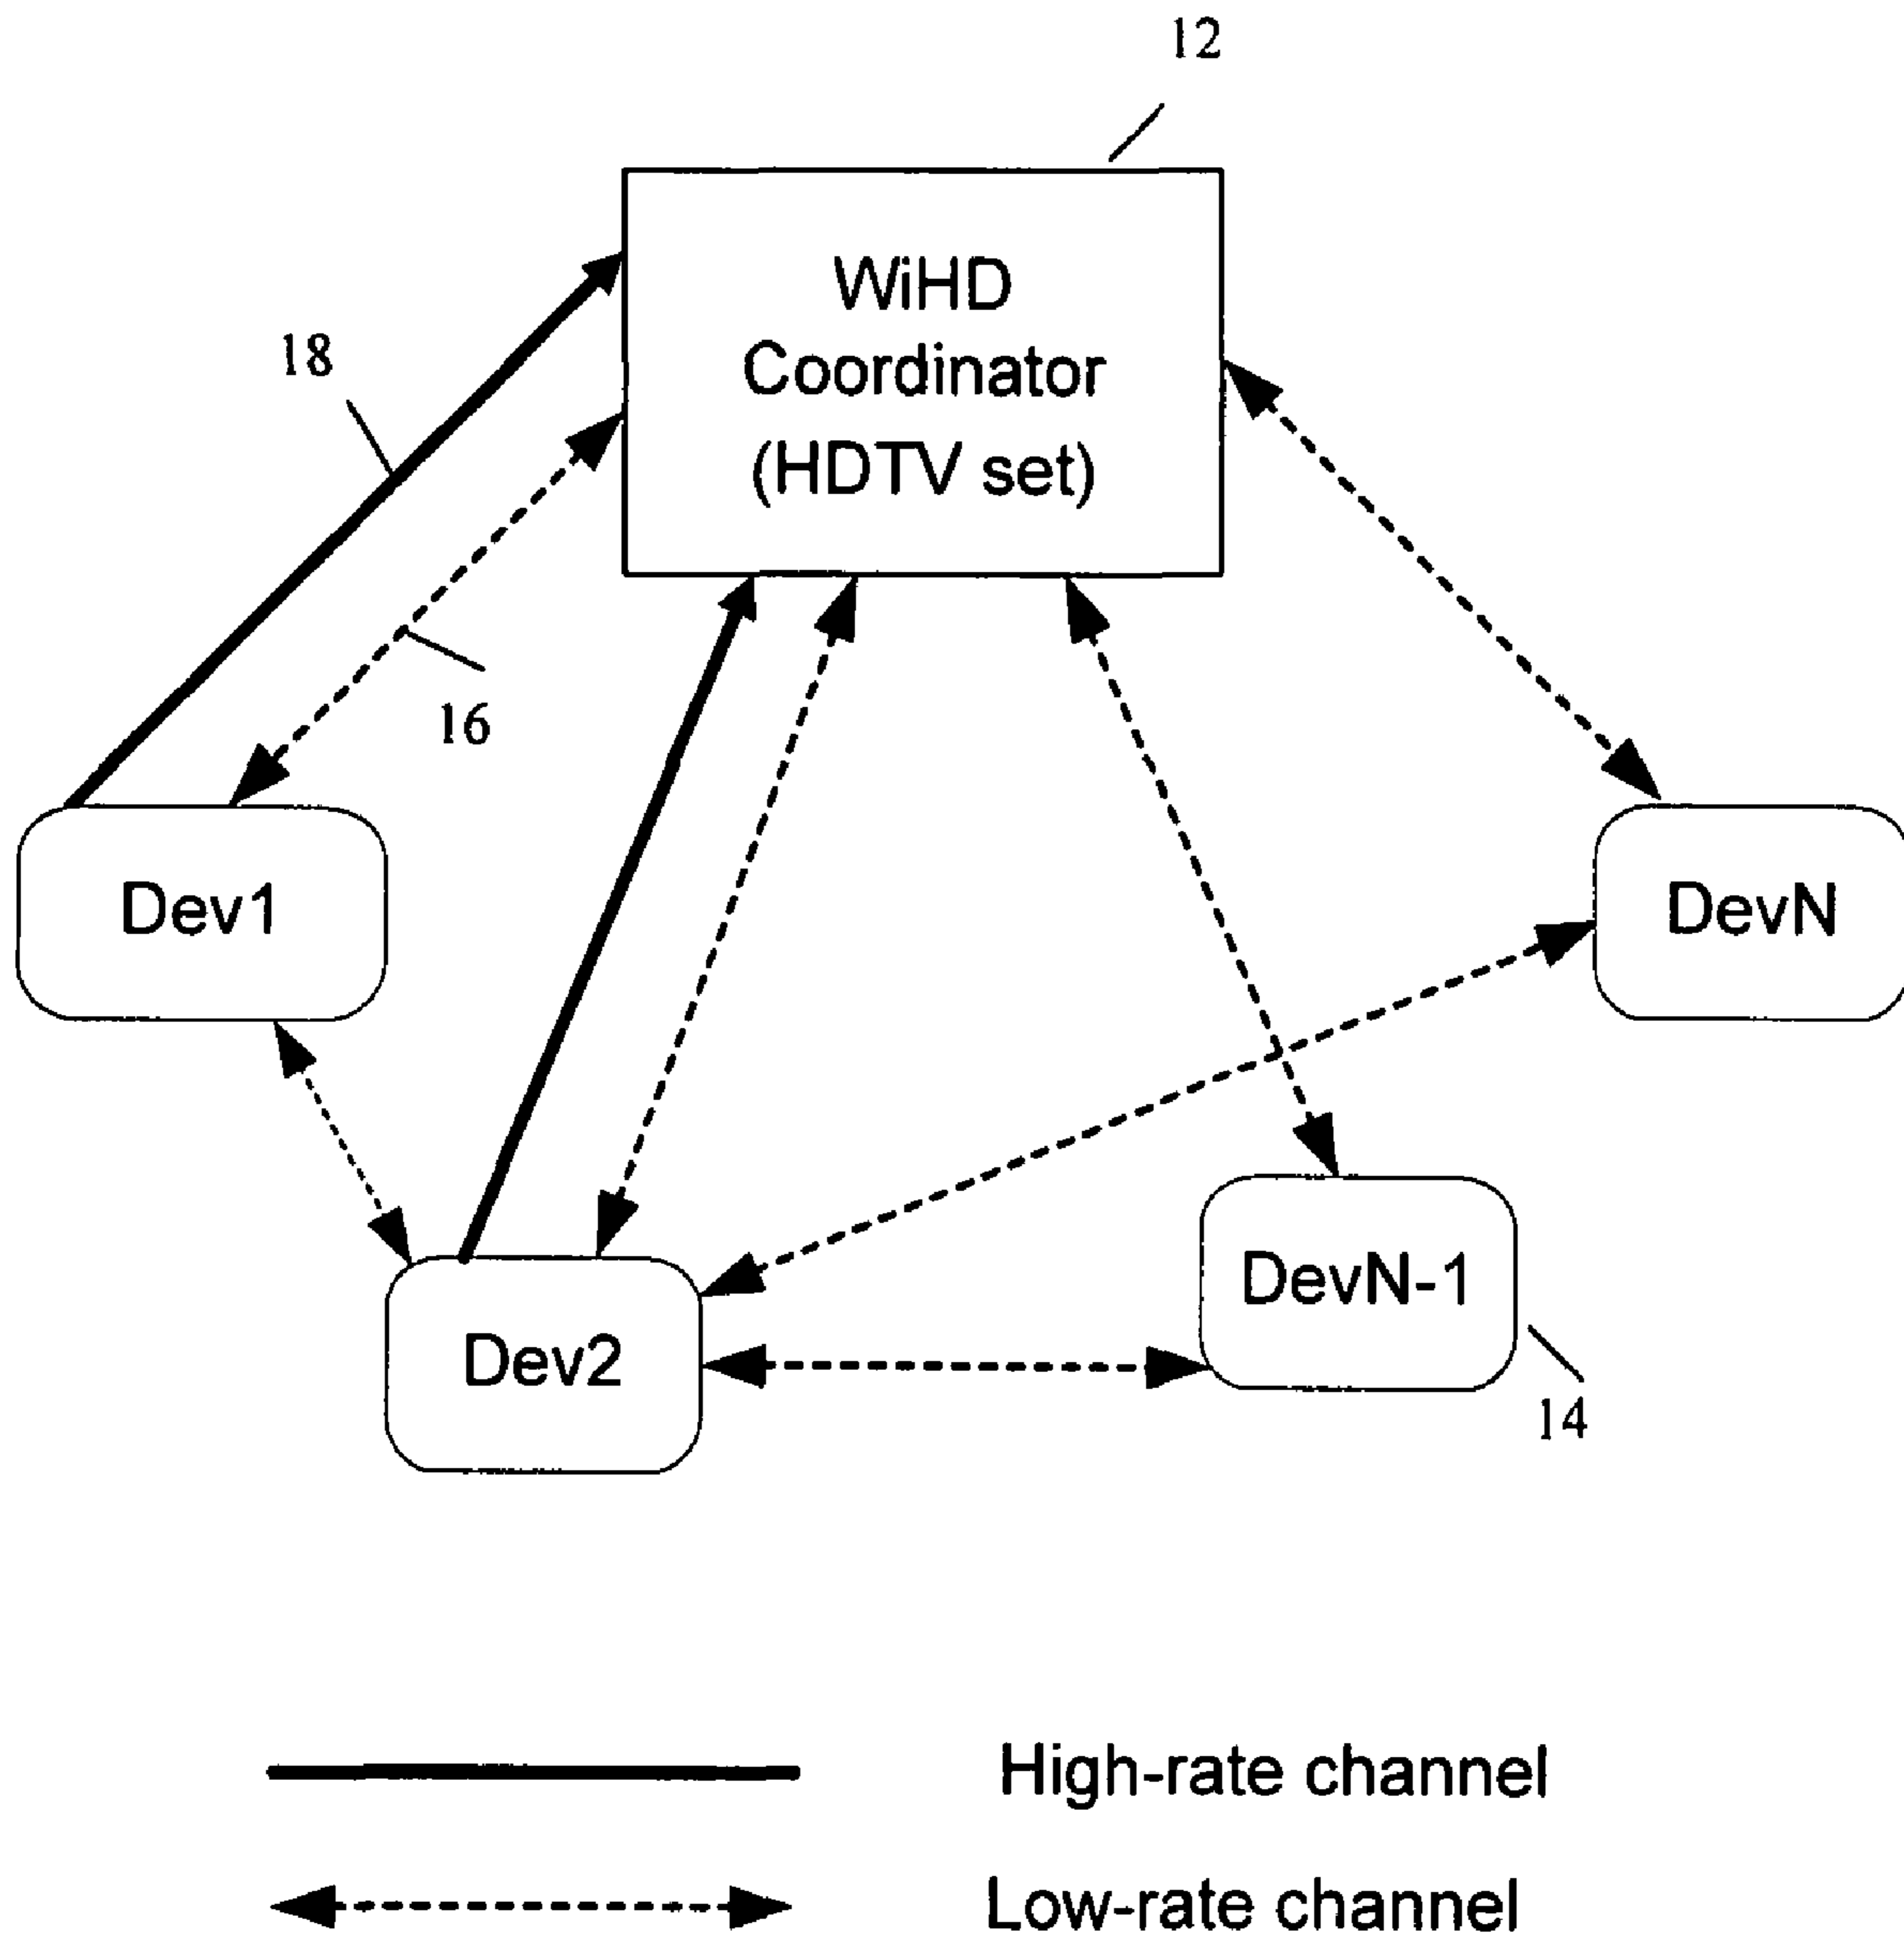 12
WiHD
Coordinator
(HDTV set)
18
16
Dev1
DevN
DevN-1
Dev2
14
High-rate channel
Low-rate channel